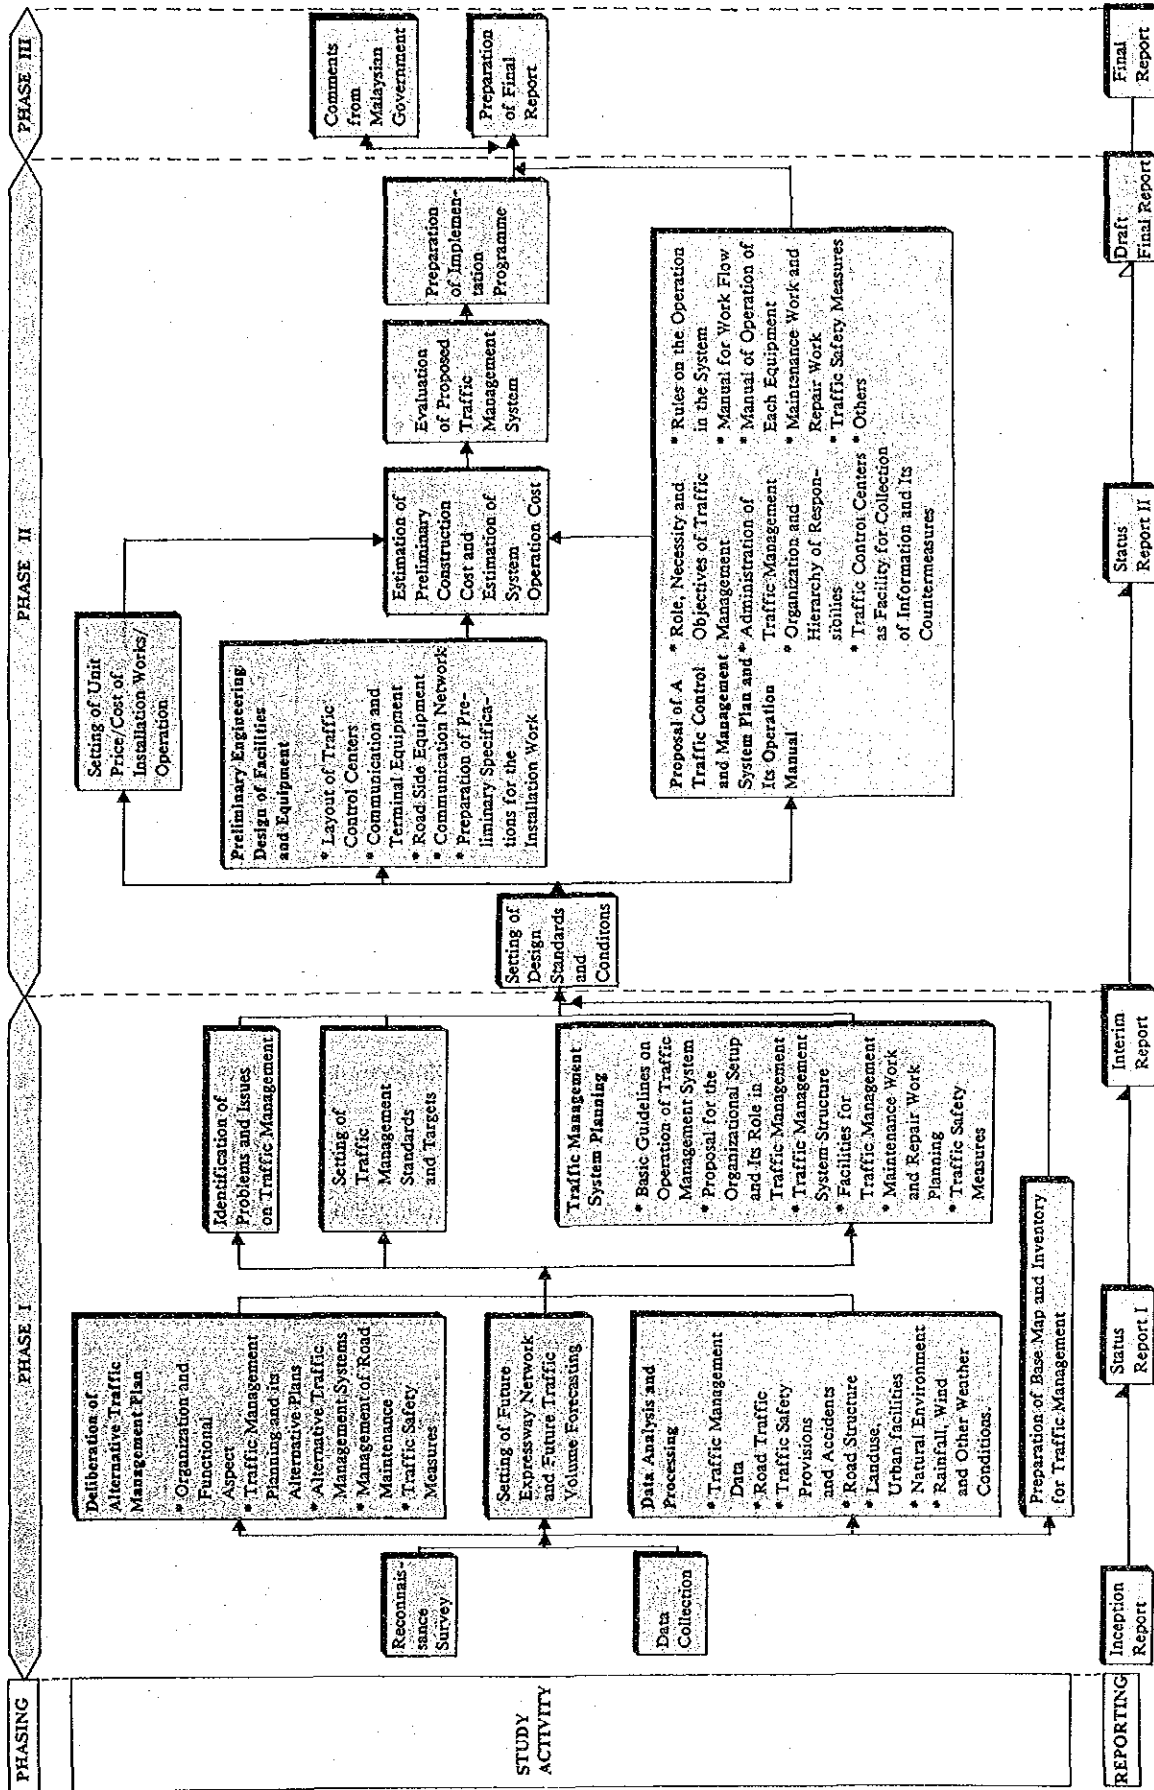 PHASING
PHASE I
PHASE II
PHASE III
STUDY
ACTIVITY
Reconnais-
sance
Survey
Data
Collection
Deliberation of
Alternative Traffic
Management Plan
* Organization and
Functional
Aspect
* Traffic Management
Planning and its
Alternative Plans
* Alternative Traffic
Management Systems
* Management of Road
Maintenance
* Traffic Safety
Measures
Setting of Future
Expressway Network
and Future Traffic
Volume Forecasting
Data Analysis and
Processing
* Traffic Management
Data
* Road Traffic
* Traffic Safety
Provisions
and Accidents
* Road Structure
* Landuse,
Urban facilities
* Natural Environment
* Rainfall, Wind
and Other Weather
Conditions.
Preparation of Base Map and Inventory
for Traffic Management
Identification of
Problems and Issues
on Traffic Management
Setting of
Traffic
Management
Standards
and Targets
Traffic Management
System Planning
* Basic Guidelines on
Operation of Traffic
Management System
* Proposal for the
Organizational Setup
and Its Role in
Traffic Management
* Traffic Management
System Structure
* Facilities for
Traffic Management
* Maintenance Work
and Repair Work
Planning
* Traffic Safety
Measures
Setting of
Design
Standards
and
Conditons
Setting of Unit
Price/Cost of
Installation Works/
Operation
Preliminary Engineering
Design of Facilities
and Equipment
* Layout of Traffic
Control Centers
* Communication and
Terminal Equipment
* Road Side Equipment
* Communication Network
* Preparation of Pre-
liminary Specifica-
tions for the
Installation Work
Proposal of A
Traffic Control
and Management
System Plan and
Its Operation
Manual
* Role, Necessity and
Objectives of Traffic
Management
* Administration of
Traffic Management
* Organization and
Hierarchy of Respon-
sibilies
* Traffic Control Centers
as Facility for Collection
of Information and Its
Countermeasures
* Rules on the Operation
in the System
* Manual for Work Flow
* Manual of Operation of
Each Equipment
* Maintenance Work and
Repair Work
* Traffic Safety Measures
* Others
Estimation of
Preliminary
Construction
Cost and
Estimation of
System
Operation Cost
Evaluation
of Proposed
Traffic
Management
System
Preparation
of Implemen-
tation
Programme
Comments
from
Malaysian
Government
Preparation
of Final
Report
REPORTING
Inception
Report
Status
Report I
Interim
Report
Status
Report II
Draft
Final Report
Final
Report